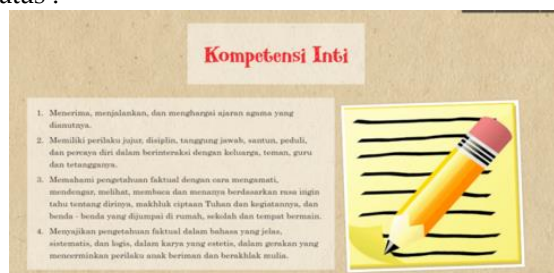 Kompetensi Inti
1. Menerima, menjalankan, dan menghargai ajaran agama yang
dianutnya.
2. Memiliki perilaku jujur, disiplin, tanggung jawab, santun, peduli,
dan percaya diri dalam berinteraksi dengan keluarga, teman, guru
dan tetangganya.
3. Memahami pengetahuan faktual dengan cara mengamati,
mendengar, melihat, membaca dan menanya berdasarkan rasa ingin
tahu tentang dirinya, makhluk ciptaan Tuhan dan kegiatannya, dan
benda - benda yang dijumpai di rumah, sekolah dan tempat bermain.
4. Menyajikan pengetahuan faktual dalam bahasa yang jelas,
sistematis, dan logis, dalam karya yang estetis, dalam gerakan yang
mencerminkan perilaku anak beriman dan berakhlak mulia.